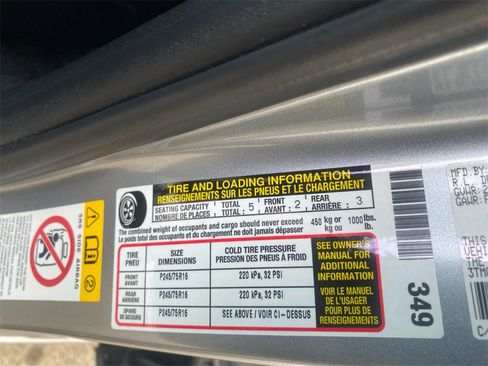 TIRE AND LOADING INFORMATION
RENSEIGNEMENTS SUR LES PNEUS ET LE CHARGEMENT
SEATING CAPACITY TOTAL 5 FRONT 2 REAR 3
NOMBRE DE PLACES TOTAL AVANT ARRIÈRE
The combined weight of occupants and cargo should never exceed 450 kg or 1000 lbs.
Le poids total des occupants et du chargement ne doit jamais dépasser kg ou lb.
TIRE SIZE COLD TIRE PRESSURE
PNEU DIMENSIONS PRESSION DES PNEUS À FROID
FRONT P245/75R16 220 kPa, 32 PSI
AVANT
REAR P245/75R16 220 kPa, 32 PSI
ARRIÈRE
SPARE P245/75R16 SEE ABOVE / VOIR CI - DESSUS
DE SECOURS
SEE OWNER'S
MANUAL FOR
ADDITIONAL
INFORMATION
VOIR LE MANUEL
DE L'USAGER
POUR PLUS DE
RENSEIGNEMENTS
349
SRS SIDE AIRBAG
MFD.BY
GVWR
GAWR
THIS